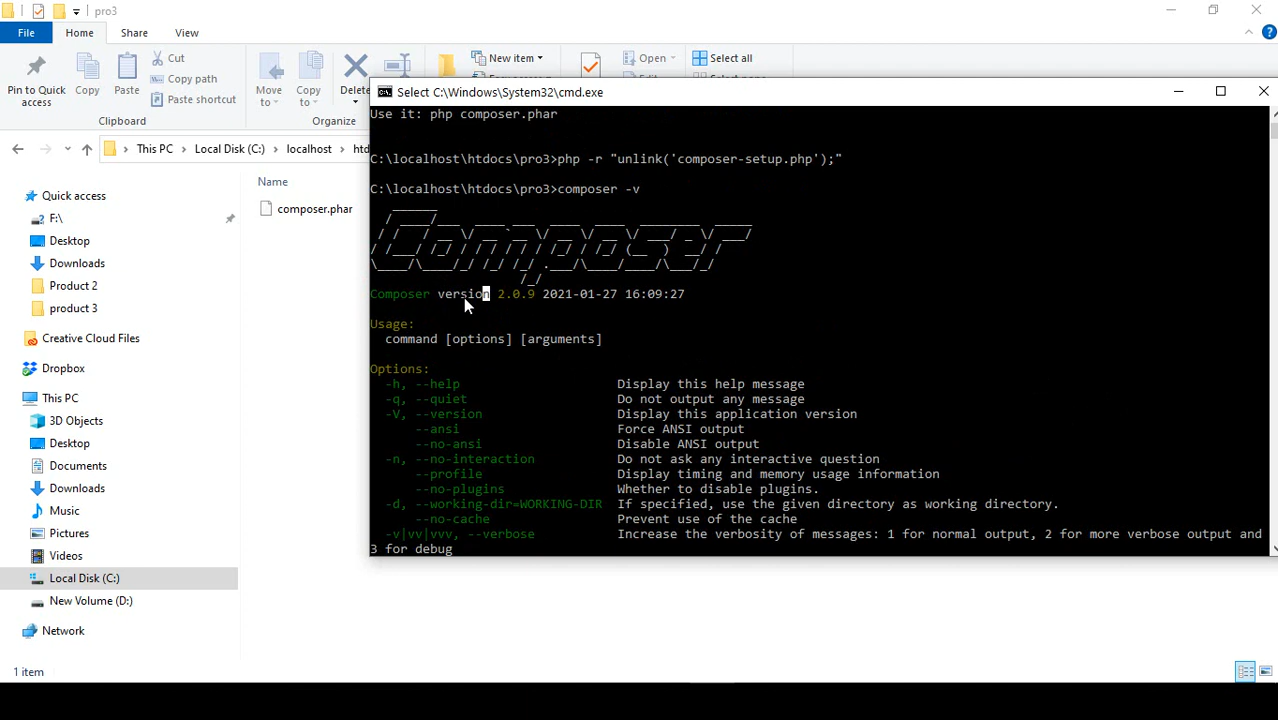 pro3
File
Home
Share
View
Pin to Quick access
Copy
Paste
Cut
Copy path
Paste shortcut
Clipboard
Move to
Copy to
Delete
Organize
New item
Open
Select all
This PC
Local Disk (C:)
localhost
Name
composer.phar
Quick access
F:\
Desktop
Downloads
Product 2
product 3
Creative Cloud Files
Dropbox
This PC
3D Objects
Desktop
Documents
Downloads
Music
Pictures
Videos
Local Disk (C:)
New Volume (D:)
Network
1 item
Select C:\Windows\System32\cmd.exe
Use it: php composer.phar
C:\localhost\htdocs\pro3>php -r "unlink('composer-setup.php');"
C:\localhost\htdocs\pro3>composer -v
Composer
Composer version 2.0.9 2021-01-27 16:09:27
Usage:
command [options] [arguments]
Options:
-h, --help Display this help message
-q, --quiet Do not output any message
-V, --version Display this application version
--ansi Force ANSI output
--no-ansi Disable ANSI output
-n, --no-interaction Do not ask any interactive question
--profile Display timing and memory usage information
--no-plugins Whether to disable plugins.
-d, --working-dir=WORKING-DIR If specified, use the given directory as working directory.
--no-cache Prevent use of the cache
-v|vv|vvv, --verbose Increase the verbosity of messages: 1 for normal output, 2 for more verbose output and
3 for debug